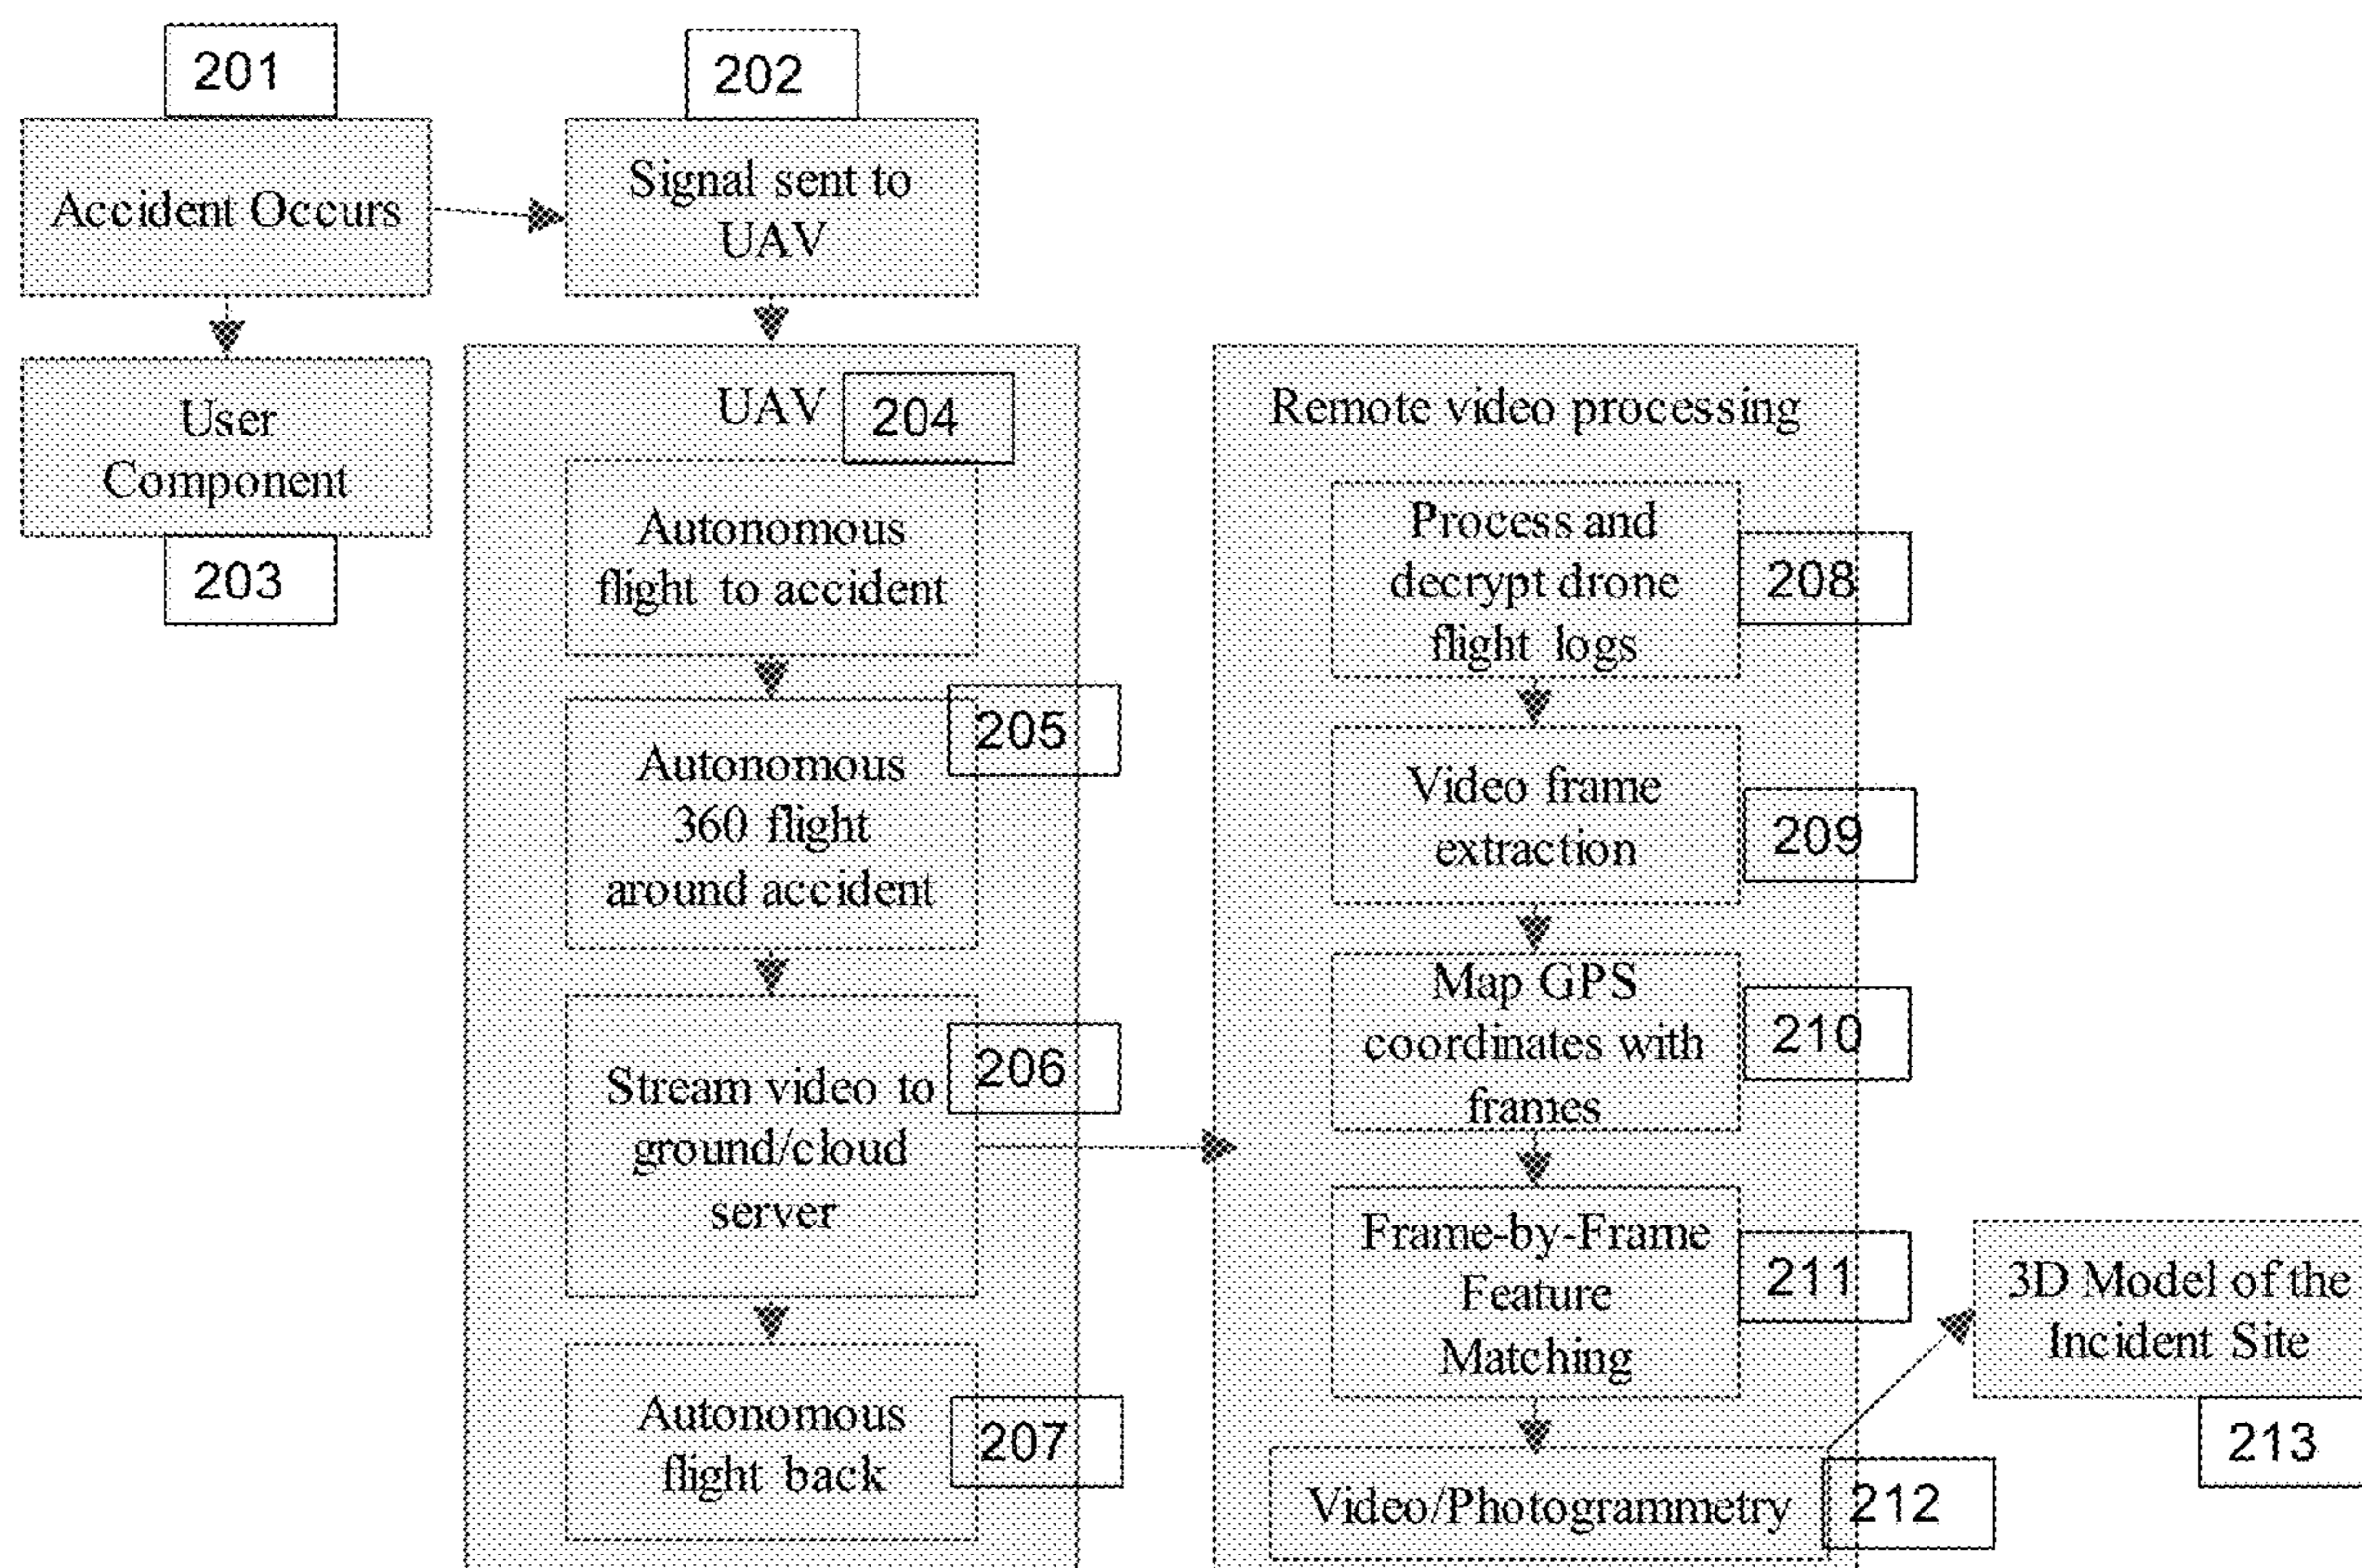 201
Accident Occurs
202
Signal sent to
UAV
User
Component
203
UAV
204
Autonomous
flight to accident
205
Autonomous
360 flight
around accident
206
Stream video to
ground/cloud
server
207
Autonomous
flight back
Remote video processing
Process and
decrypt drone
flight logs
208
Video frame
extraction
209
Map GPS
coordinates with
frames
210
Frame-by-Frame
Feature
Matching
211
Video/Photogrammetry
212
3D Model of the
Incident Site
213